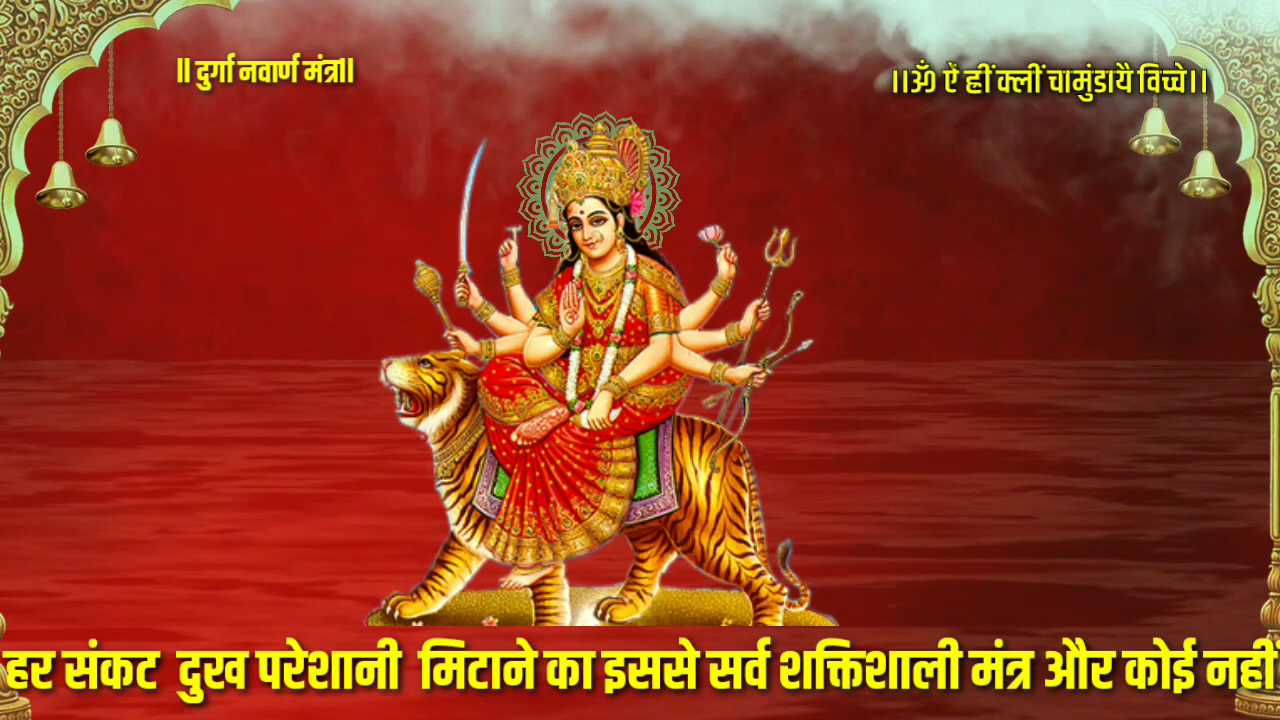 ॥ दुर्गा नवार्ण मंत्र॥
।।ॐ ऐं ह्रीं क्लीं चामुंडायै विच्चे।।
हर संकट दुख परेशानी मिटाने का इससे सर्व शक्तिशाली मंत्र और कोई नहीं